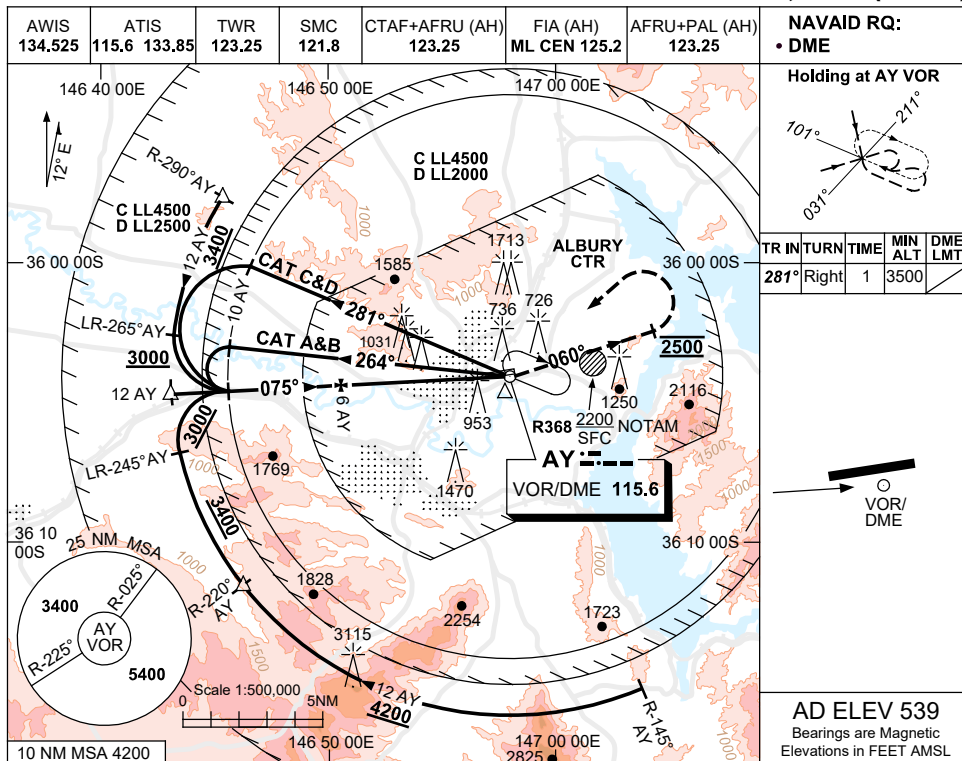 AWIS
134.525
ATIS
115.6 133.85
TWR
123.25
SMC
121.8
CTAF+AFRU (AH)
123.25
FIA (AH)
ML CEN 125.2
AFRU+PAL (AH)
123.25
NAVAID RQ:
• DME
146 40 00E
146 50 00E
147 00 00E
12° E
R-290°AY
C LL4500
D LL2500
12 AY
3400
C LL4500
D LL2000
1000
1713
ALBURY
CTR
36 00 00S
36 00 00S
1585
1000
10 AY
CAT C&D
281°
726
736
LR-265°AY
1031
3000
CAT A&B
264°
060°
2500
12 AY
075°
6 AY
1250
2116
953
R368 2200
SFC
NOTAM
1500
3000
LR-245°AY
1000
1769
1470
AY
VOR/DME 115.6
1000
3400
36 10
00S
36 10 00S
25 NM MSA
1000
R-025°
3400
AY
VOR
R-225°
5400
R-220°
AY
1828
2254
1723
1000
1500
3115
Scale 1:500,000
0
5NM
12 AY
4200
R-145°
AY
10 NM MSA 4200
146 50 00E
147 00 00E
2825
Holding at AY VOR
101°
211°
031°
TR IN TURN TIME MIN ALT DME LMT
281° Right 1 3500
VOR/
DME
AD ELEV 539
Bearings are Magnetic
Elevations in FEET AMSL